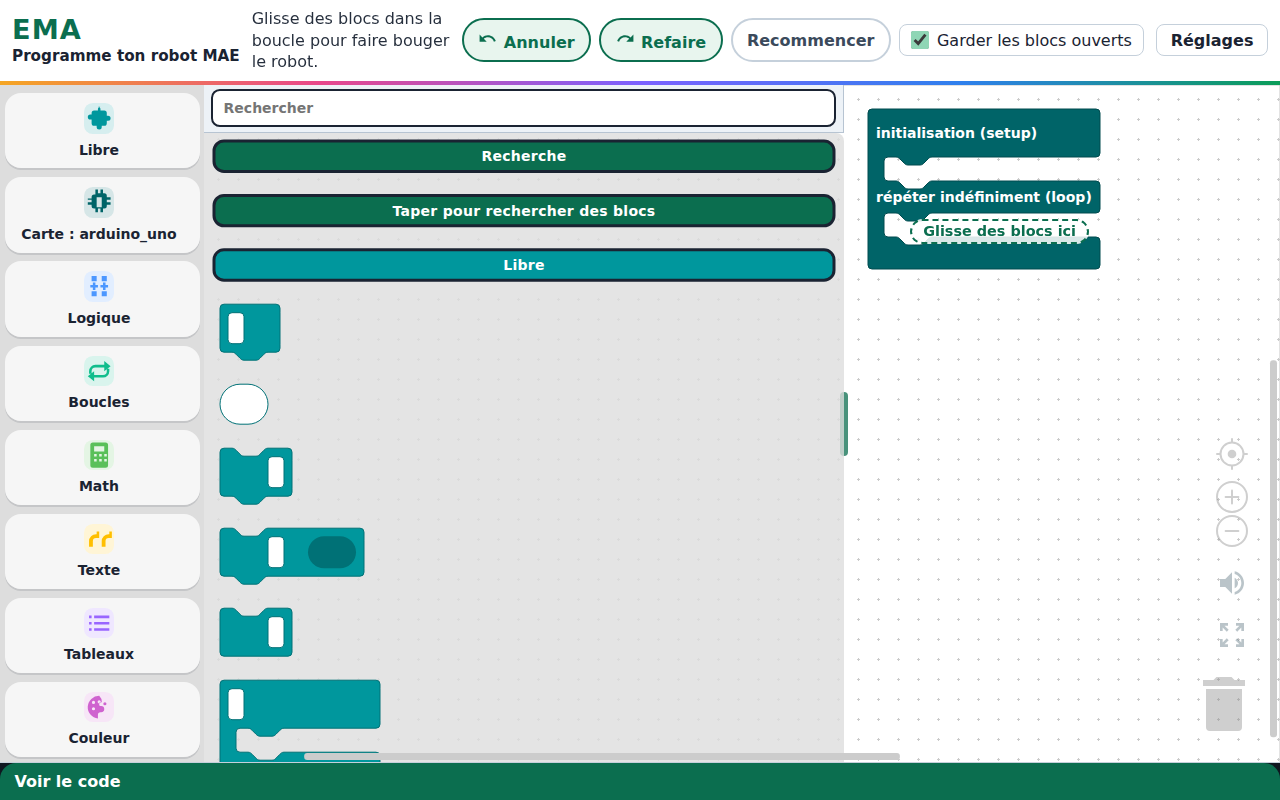 EMA
Programme ton robot MAE
Glisse des blocs dans la
boucle pour faire bouger
le robot.
Annuler
Refaire
Recommencer
Garder les blocs ouverts
Réglages
Libre
Carte : arduino_uno
Logique
Boucles
Math
Texte
Tableaux
Couleur
Rechercher
Recherche
Taper pour rechercher des blocs
Libre
initialisation (setup)
répéter indéfiniment (loop)
Glisse des blocs ici
Voir le code